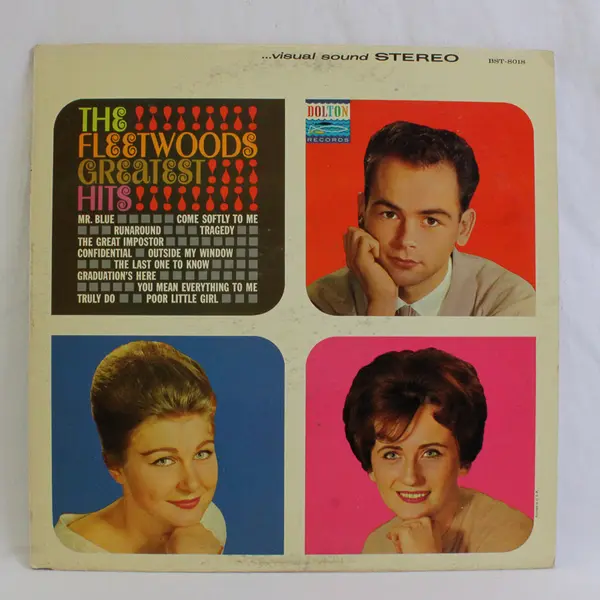 ...visual sound STEREO
BST-8018
THE !!!!!!!!!
FLEETWOODS
GREATEST!!!!
HITS!!!!!!!!!
MR. BLUE COME SOFTLY TO ME
RUNAROUND TRAGEDY
THE GREAT IMPOSTOR
CONFIDENTIAL OUTSIDE MY WINDOW
THE LAST ONE TO KNOW
GRADUATION'S HERE
YOU MEAN EVERYTHING TO ME
TRULY DO POOR LITTLE GIRL
DOLTON
RECORDS